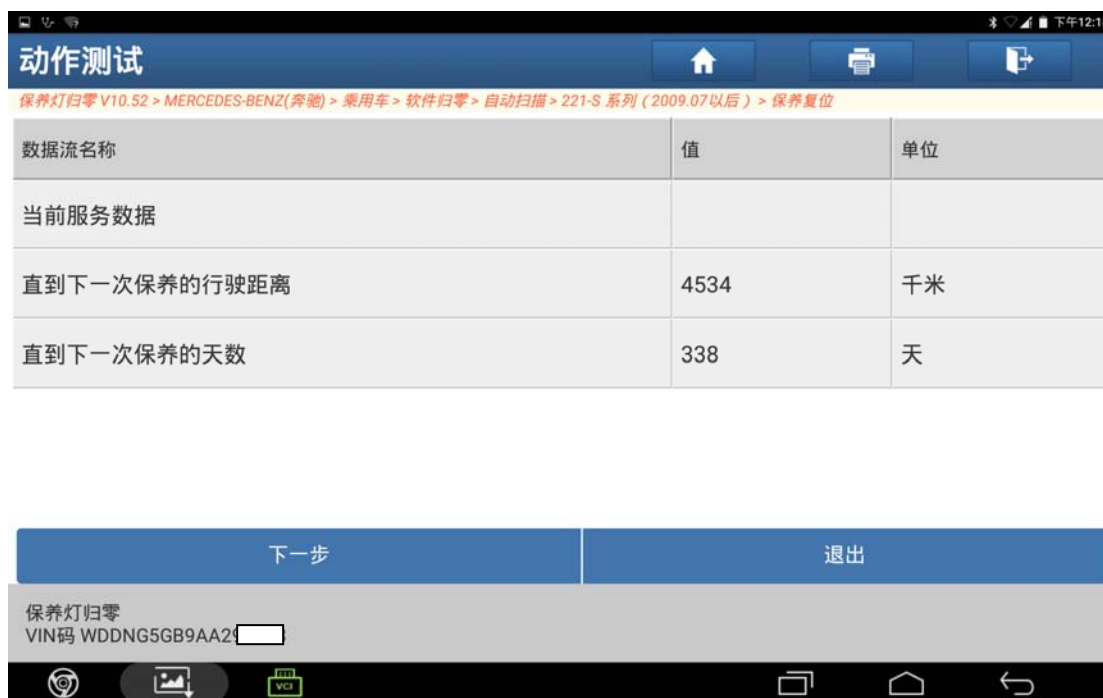 下午12:1
动作测试
保养灯归零 V10.52 > MERCEDES-BENZ(奔驰) > 乘用车 > 软件归零 > 自动扫描 > 221-S 系列 ( 2009.07以后 ) > 保养复位
数据流名称 值 单位
当前服务数据
直到下一次保养的行驶距离 4534 千米
直到下一次保养的天数 338 天
下一步 退出
保养灯归零
VIN码 WDDNG5GB9AA2
VCI